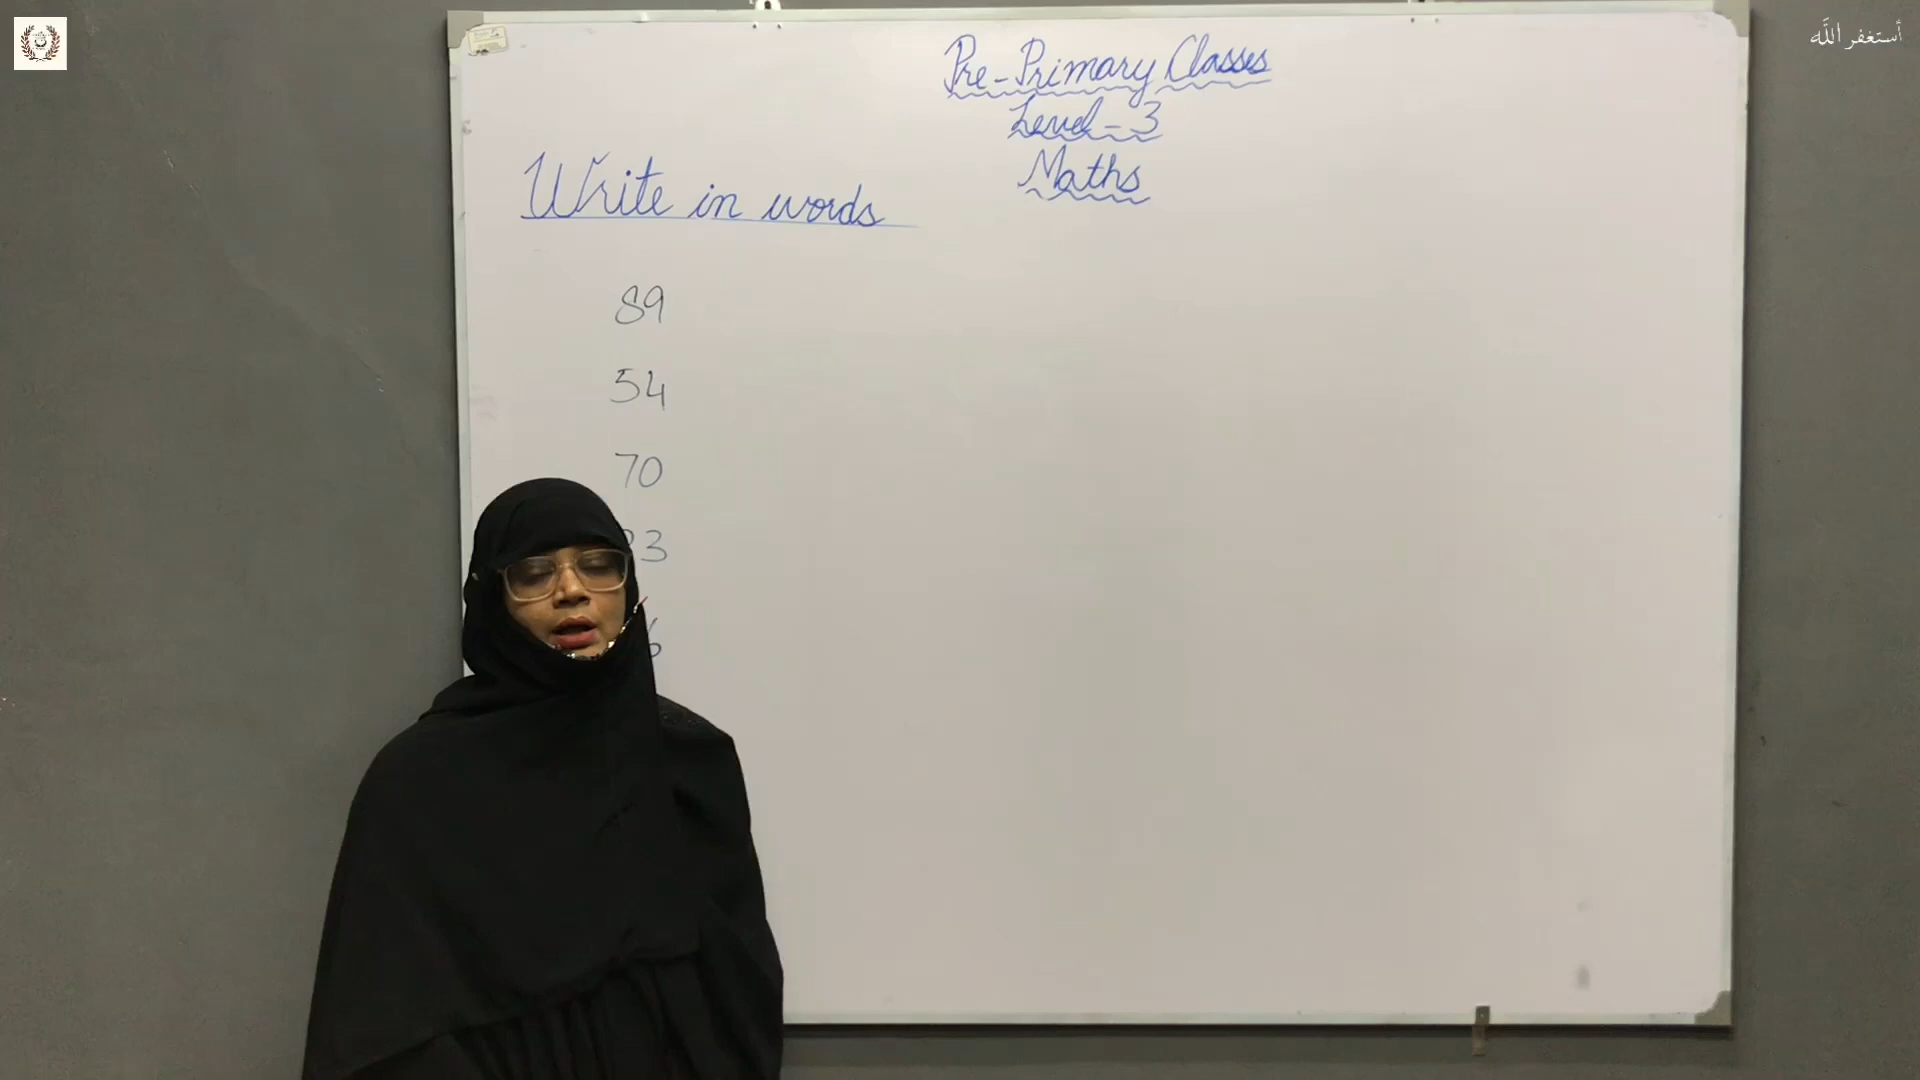 أستغفر الله
Pre-Primary Classes
Level-3
Maths
Write in words
89
54
70